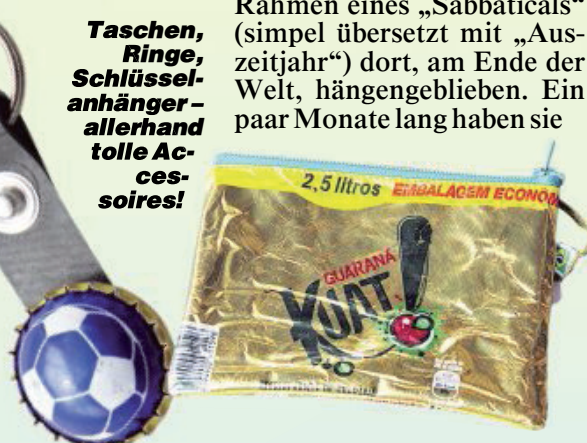 Taschen,
Ringe,
Schlüssel-
anhänger –
allerhand
tolle Ac-
ces-
soires!
Rahmen eines „Sabbaticals“
(simpel übersetzt mit „Aus-
zeitjahr“) dort, am Ende der
Welt, hängengeblieben. Ein
paar Monate lang haben sie
2,5 litros EMBALAGEM ECONÔM
GUARANÁ
KUAT!